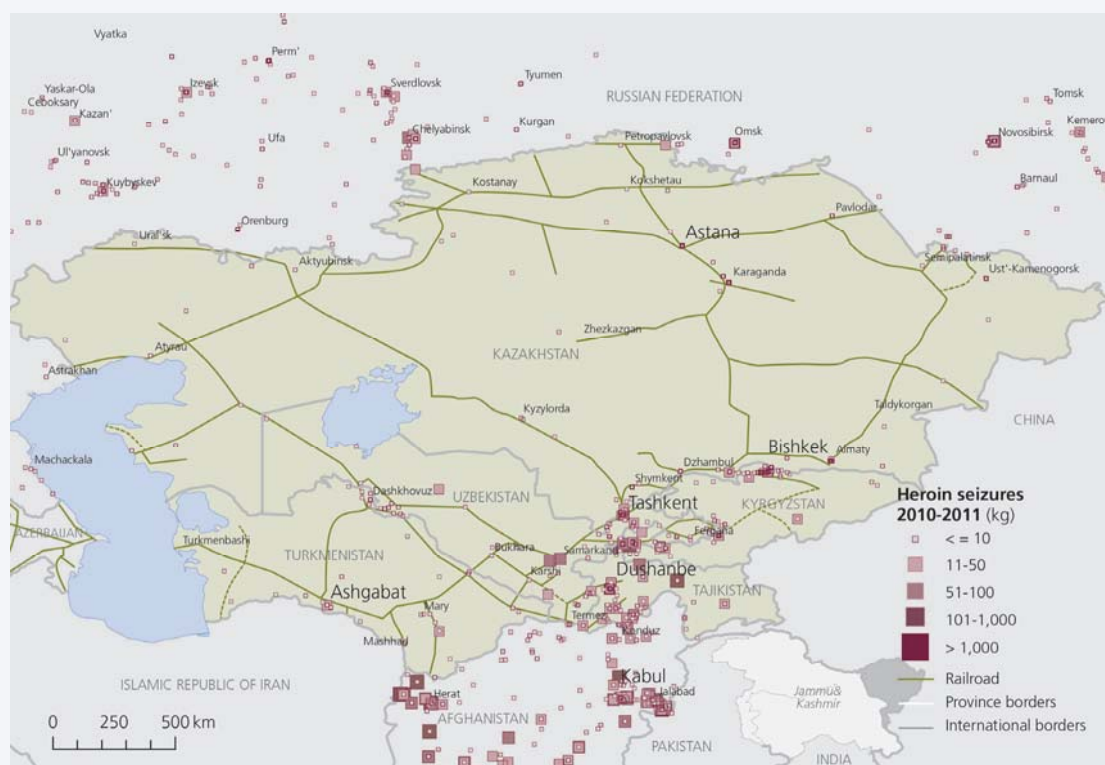 Vyatka
Perm'
Tomsk
Yaskar-Ola
Izevsk
Sverdlovsk
Tyumen
RUSSIAN FEDERATION
Ceboksary
Kazan'
Kemero
Chelyabinsk
Kurgan
Petropavlovsk
Omsk
Novosibirsk
Ufa
Ul'yanovsk
Kuybyskev
Kostanay
Kokshetau
Barnaul
Orenburg
Pavlodar
Ural'sk
Astana
Aktyubinsk
Semipalatinsk
Karaganda
Ust'-Kamenogorsk
Zhezkazgan
Atyrau
KAZAKHSTAN
Astrakhan
Kyzylorda
Taldykorgan
CHINA
Bishkek
Machackala
Dzhambul
Almaty
Shymkent
Dashkhovuz
UZBEKISTAN
Tashkent
KYRGYZSTAN
AZERBAIJAN
Fergana
Turkmenbashi
TURKMENISTAN
Bukhara
Samarkand
Karshi
Dushanbe
TAJIKISTAN
Ashgabat
Mary
Termez
Mashhad
Konduz
ISLAMIC REPUBLIC OF IRAN
Kabul
Herat
Jalabad
Jammu&
Kashmir
AFGHANISTAN
PAKISTAN
INDIA
0 250 500 km
Heroin seizures
2010-2011 (kg)
< = 10
11-50
51-100
101-1,000
> 1,000
Railroad
Province borders
International borders